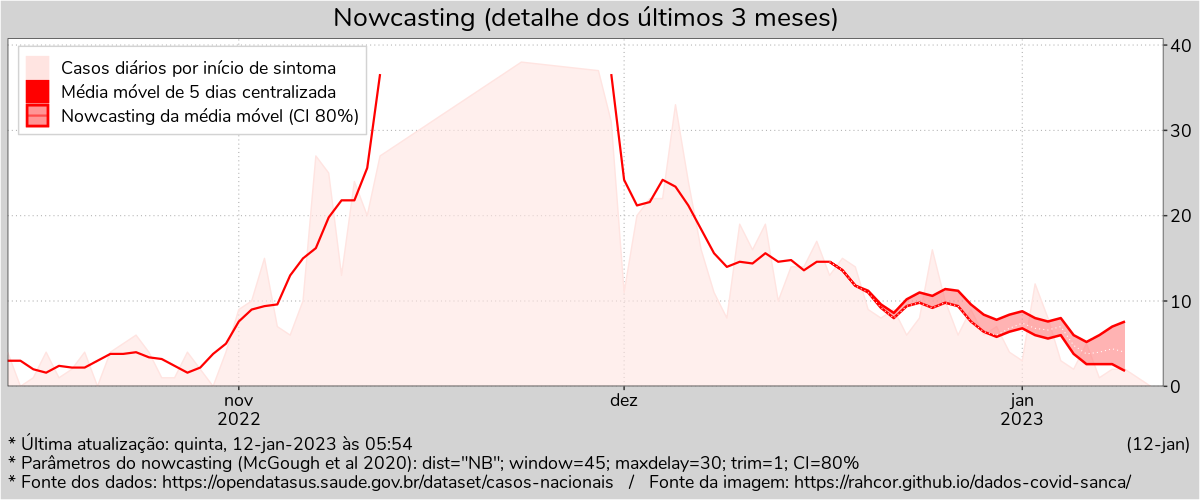 Nowcasting (detalhe dos últimos 3 meses)
Casos diários por início de sintoma
Média móvel de 5 dias centralizada
Nowcasting da média móvel (CI 80%)
40
30
20
10
0
nov
2022
dez
jan
2023
* Última atualização: quinta, 12-jan-2023 às 05:54
(12-jan)
* Parâmetros do nowcasting (McGough et al 2020): dist="NB"; window=45; maxdelay=30; trim=1; CI=80%
* Fonte dos dados: https://opendatasus.saude.gov.br/dataset/casos-nacionais / Fonte da imagem: https://rahcor.github.io/dados-covid-sanca/